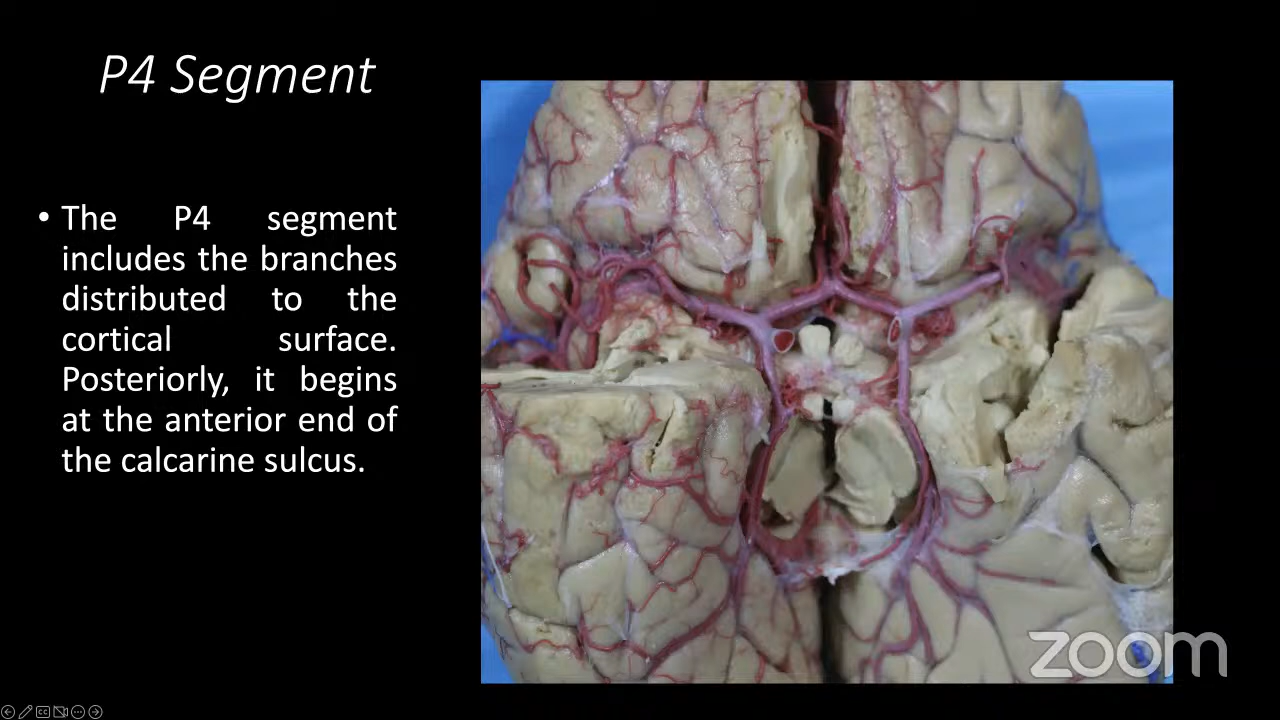 P4 Segment
• The P4 segment
includes the branches
distributed to the
cortical surface.
Posteriorly, it begins
at the anterior end of
the calcarine sulcus.
zoom